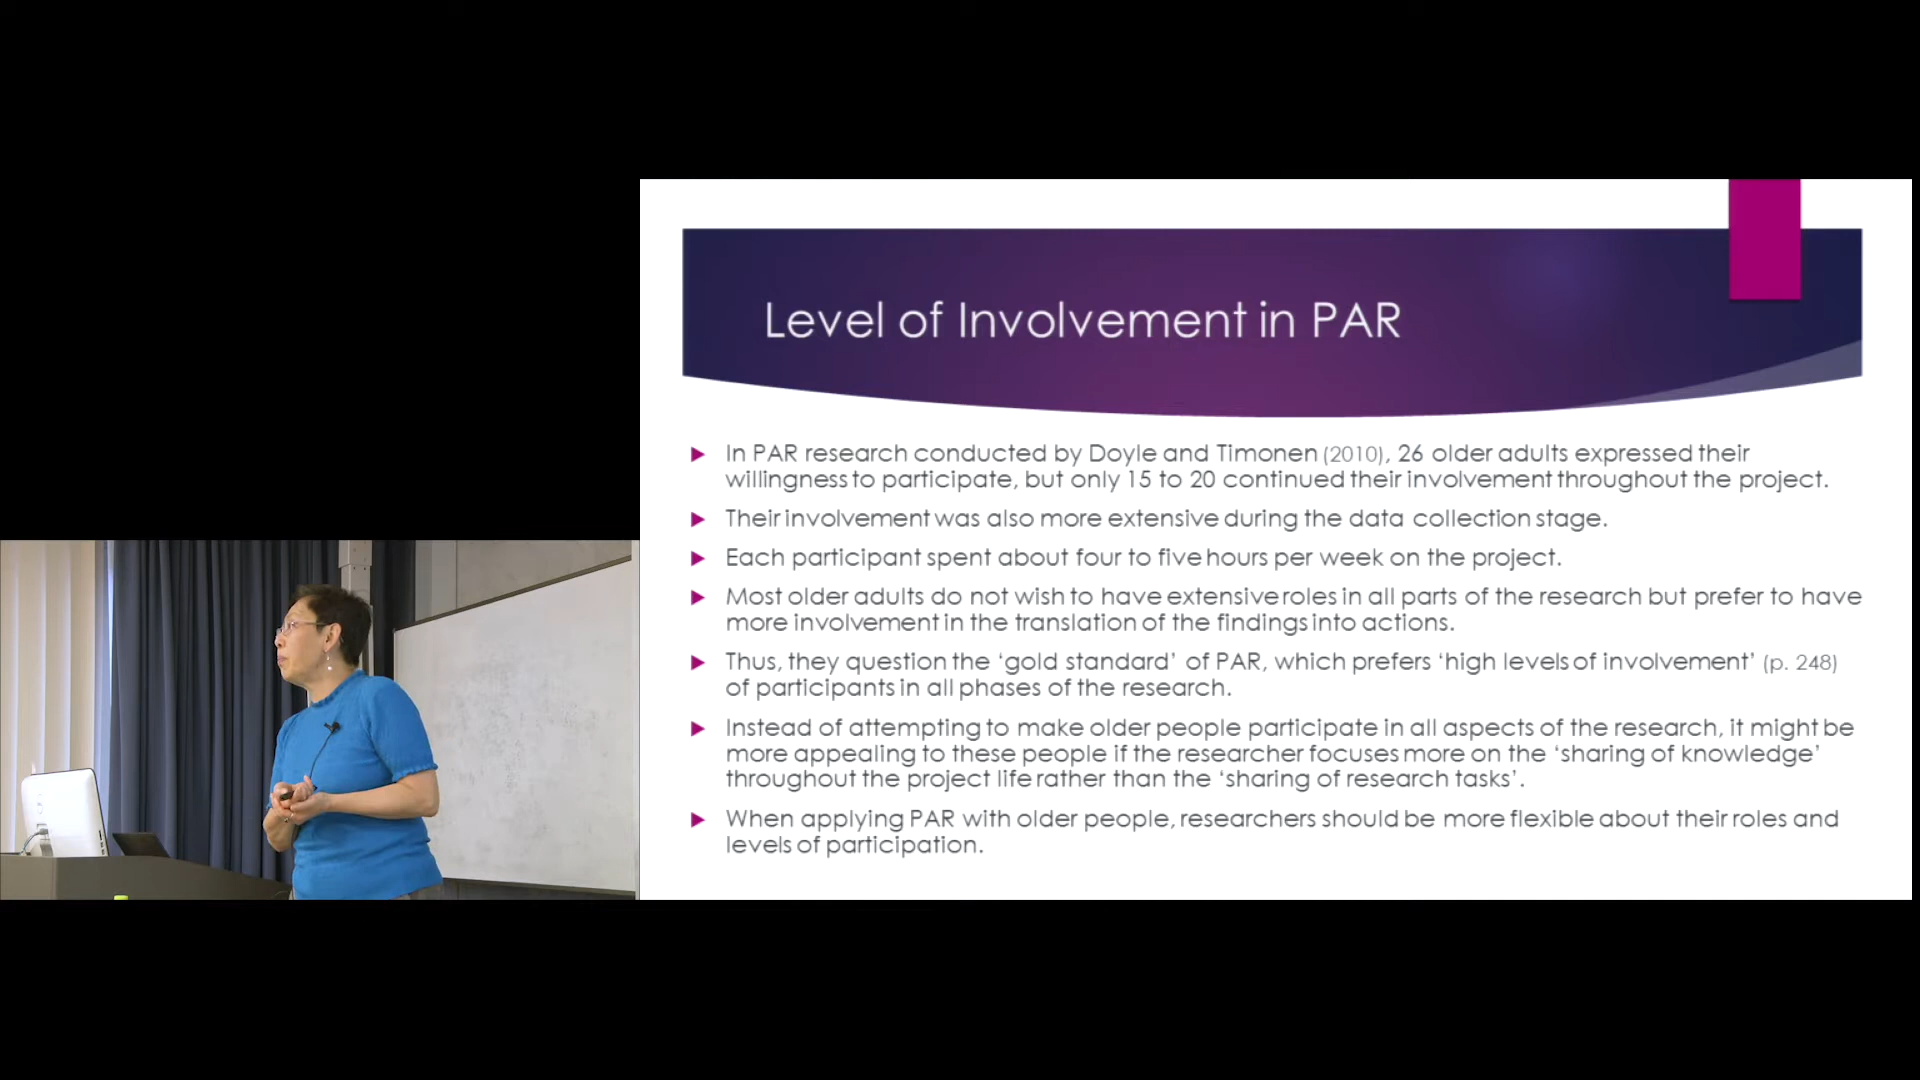 Level of Involvement in PAR
In PAR research conducted by Doyle and Timonen (2010), 26 older adults expressed their
willingness to participate, but only 15 to 20 continued their involvement throughout the project.
Their involvement was also more extensive during the data collection stage.
Each participant spent about four to five hours per week on the project.
Most older adults do not wish to have extensive roles in all parts of the research but prefer to have
more involvement in the translation of the findings into actions.
Thus, they question the ‘gold standard’ of PAR, which prefers ‘high levels of involvement’ (p. 248)
of participants in all phases of the research.
Instead of attempting to make older people participate in all aspects of the research, it might be
more appealing to these people if the researcher focuses more on the ‘sharing of knowledge’
throughout the project life rather than the ‘sharing of research tasks’.
When applying PAR with older people, researchers should be more flexible about their roles and
levels of participation.